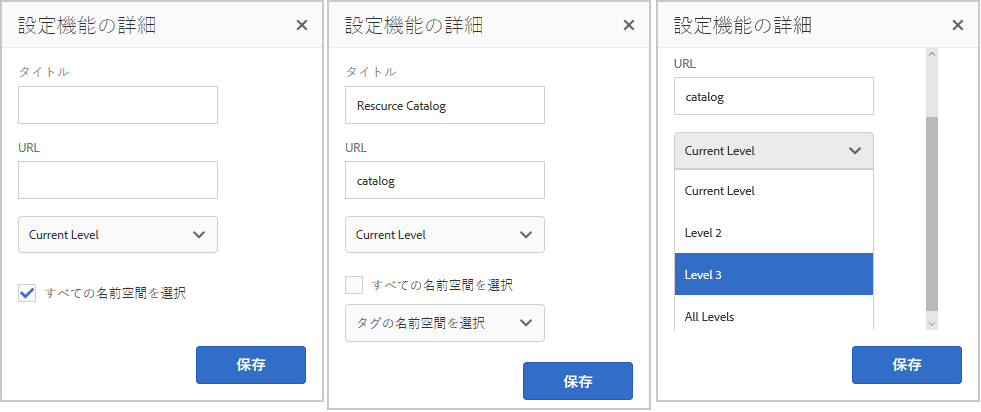 設定機能の詳細
タイトル
URL
Current Level
すべての名前空間を選択
保存
設定機能の詳細
タイトル
Rescurce Catalog
URL
catalog
Current Level
すべての名前空間を選択
タグの名前空間を選択
保存
設定機能の詳細
URL
catalog
Current Level
Current Level
Level 2
Level 3
All Levels
保存